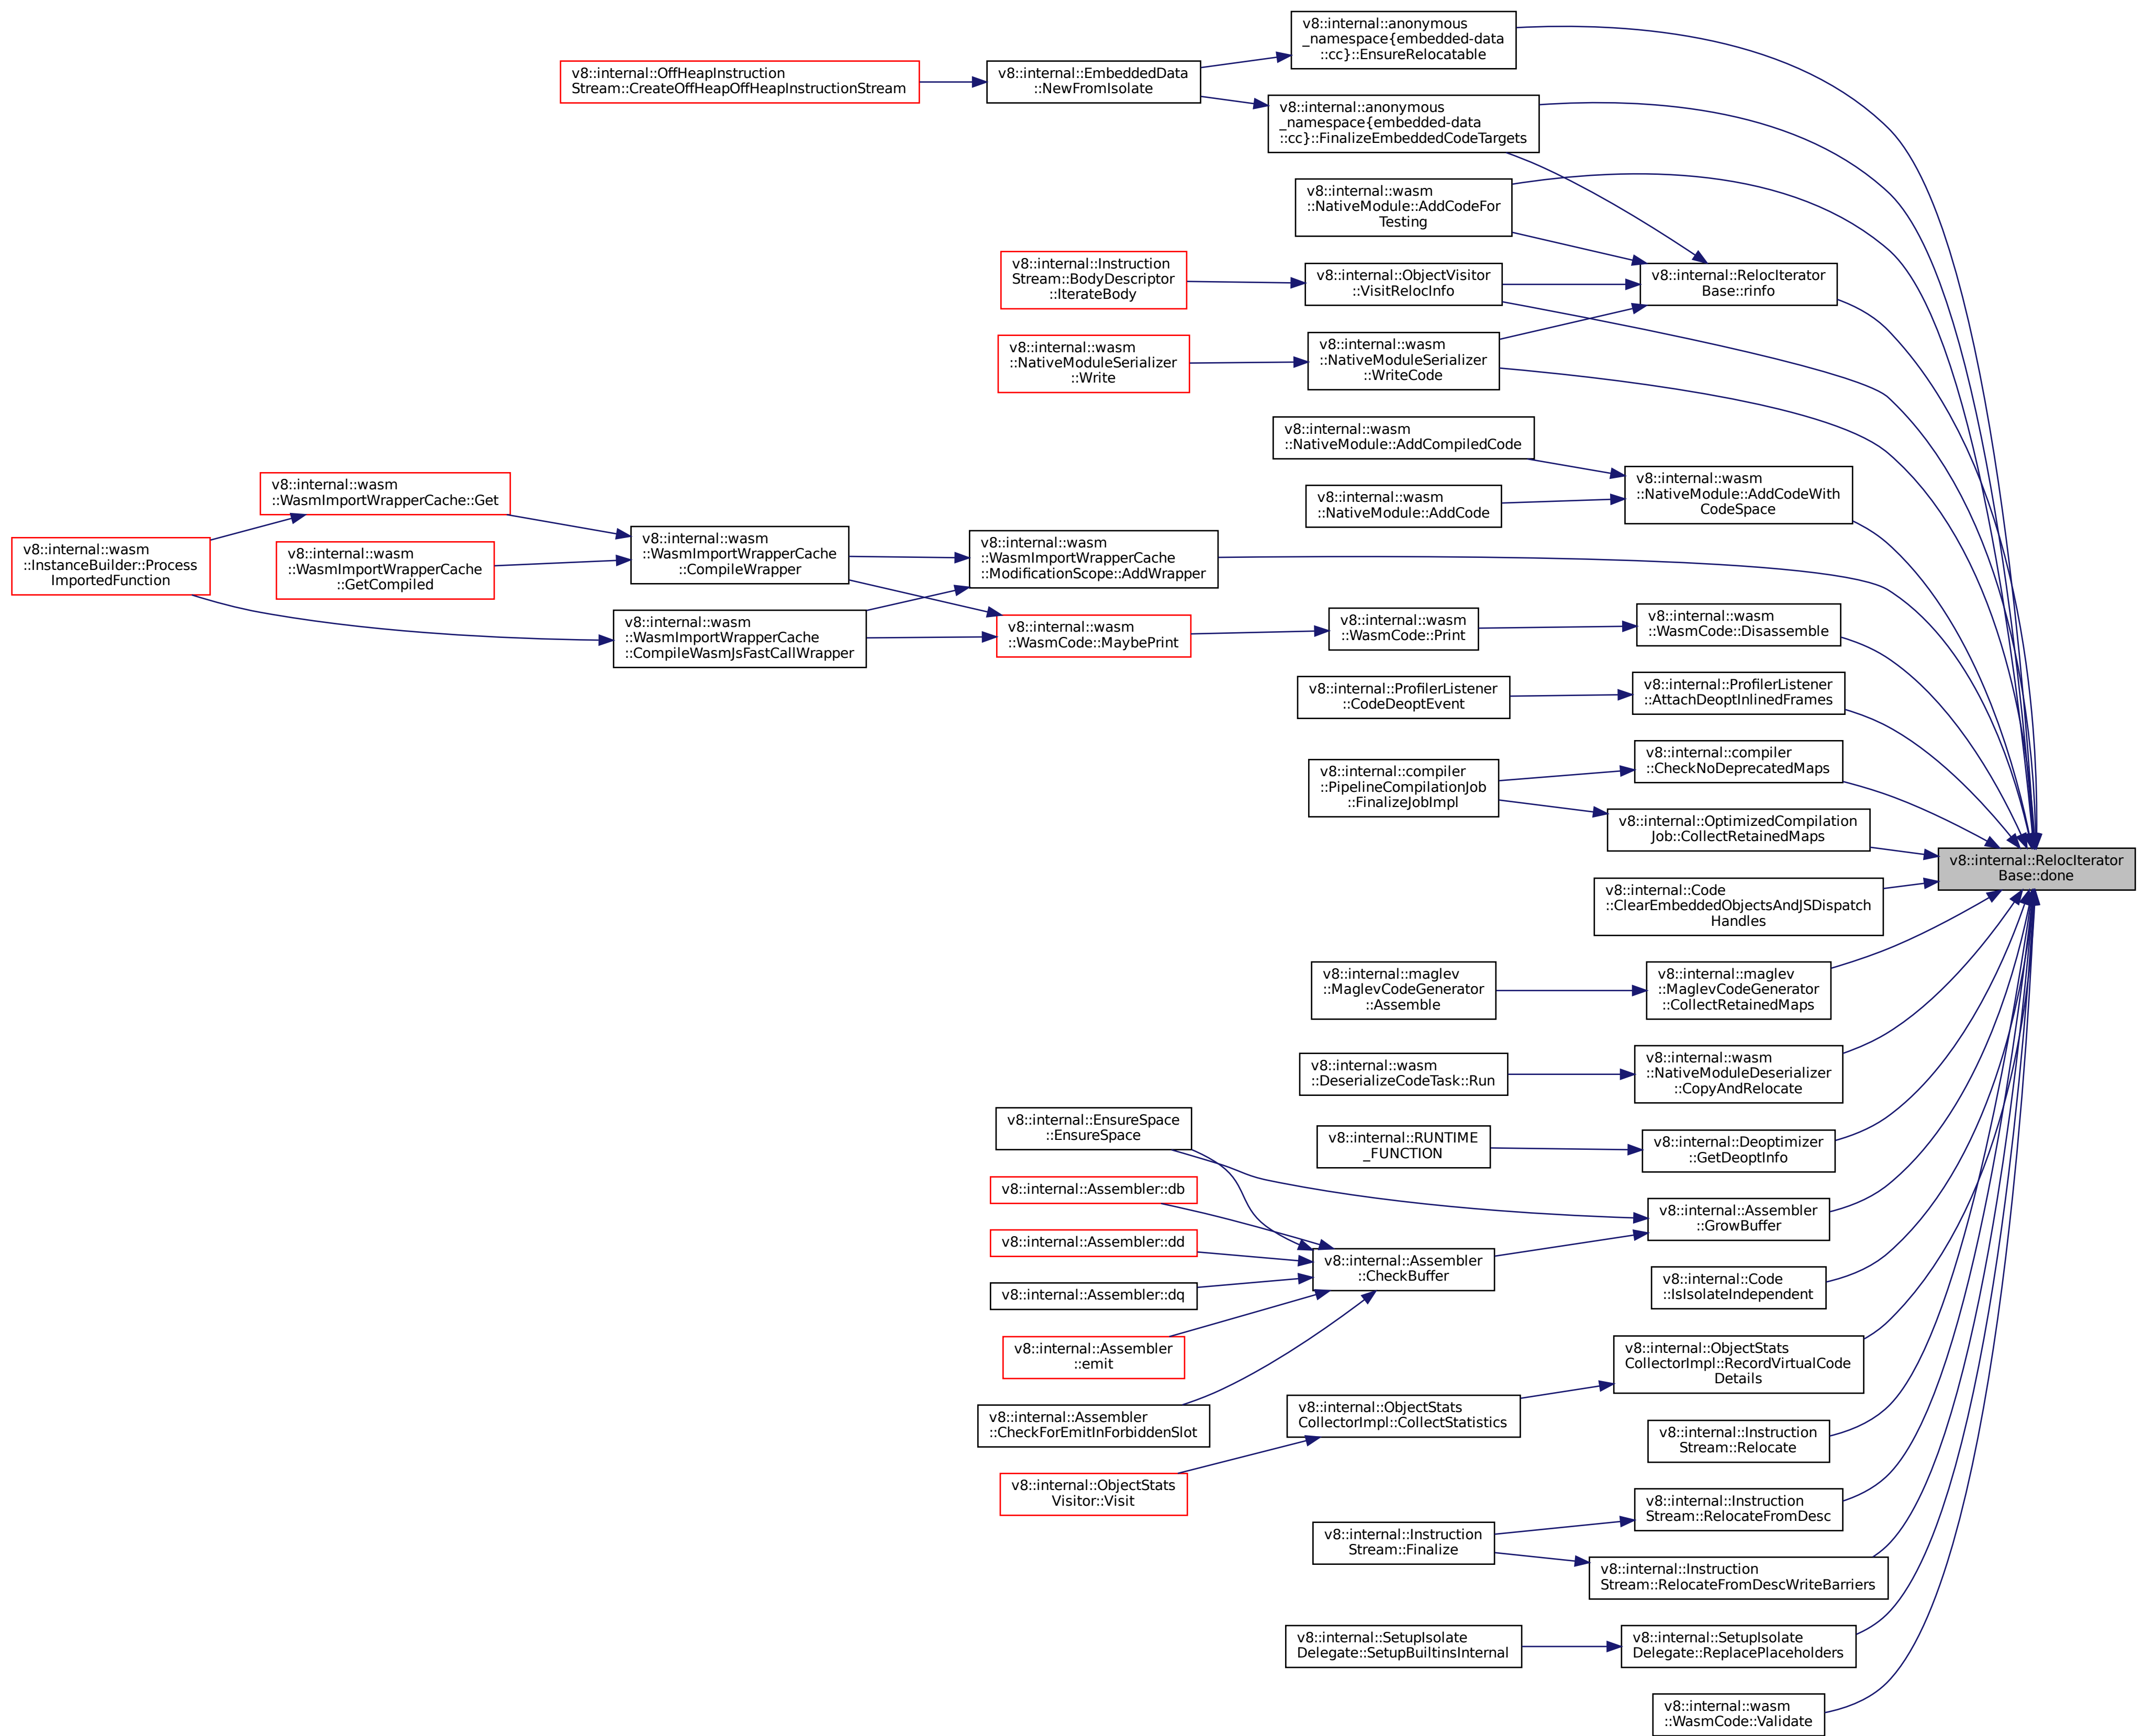 v8::internal::anonymous
_namespace{embedded-data
::cc}::EnsureRelocatable
v8::internal::OffHeapInstruction
Stream::CreateOffHeapOffHeapInstructionStream
v8::internal::EmbeddedData
::NewFromIsolate
v8::internal::anonymous
_namespace{embedded-data
::cc}::FinalizeEmbeddedCodeTargets
v8::internal::wasm
::NativeModule::AddCodeFor
Testing
v8::internal::Instruction
Stream::BodyDescriptor
::IterateBody
v8::internal::ObjectVisitor
::VisitRelocInfo
v8::internal::RelocIterator
Base::rinfo
v8::internal::wasm
::NativeModuleSerializer
::Write
v8::internal::wasm
::NativeModuleSerializer
::WriteCode
v8::internal::wasm
::NativeModule::AddCompiledCode
v8::internal::wasm
::WasmImportWrapperCache::Get
v8::internal::wasm
::NativeModule::AddCode
v8::internal::wasm
::NativeModule::AddCodeWith
CodeSpace
v8::internal::wasm
::InstanceBuilder::Process
ImportedFunction
v8::internal::wasm
::WasmImportWrapperCache
::GetCompiled
v8::internal::wasm
::WasmImportWrapperCache
::CompileWrapper
v8::internal::wasm
::WasmImportWrapperCache
::ModificationScope::AddWrapper
v8::internal::wasm
::WasmImportWrapperCache
::CompileWasmJsFastCallWrapper
v8::internal::wasm
::WasmCode::MaybePrint
v8::internal::wasm
::WasmCode::Print
v8::internal::wasm
::WasmCode::Disassemble
v8::internal::ProfilerListener
::CodeDeoptEvent
v8::internal::ProfilerListener
::AttachDeoptInlinedFrames
v8::internal::compiler
::PipelineCompilationJob
::FinalizeJobImpl
v8::internal::compiler
::CheckNoDeprecatedMaps
v8::internal::OptimizedCompilation
Job::CollectRetainedMaps
v8::internal::RelocIterator
Base::done
v8::internal::Code
::ClearEmbeddedObjectsAndJSDispatch
Handles
v8::internal::maglev
::MaglevCodeGenerator
::Assemble
v8::internal::maglev
::MaglevCodeGenerator
::CollectRetainedMaps
v8::internal::wasm
::DeserializeCodeTask::Run
v8::internal::wasm
::NativeModuleDeserializer
::CopyAndRelocate
v8::internal::EnsureSpace
::EnsureSpace
v8::internal::RUNTIME
_FUNCTION
v8::internal::Deoptimizer
::GetDeoptInfo
v8::internal::Assembler::db
v8::internal::Assembler
::GrowBuffer
v8::internal::Assembler::dd
v8::internal::Assembler
::CheckBuffer
v8::internal::Assembler::dq
v8::internal::Code
::IsIsolateIndependent
v8::internal::Assembler
::emit
v8::internal::ObjectStats
CollectorImpl::RecordVirtualCode
Details
v8::internal::Assembler
::CheckForEmitInForbiddenSlot
v8::internal::ObjectStats
CollectorImpl::CollectStatistics
v8::internal::Instruction
Stream::Relocate
v8::internal::ObjectStats
Visitor::Visit
v8::internal::Instruction
Stream::RelocateFromDesc
v8::internal::Instruction
Stream::Finalize
v8::internal::Instruction
Stream::RelocateFromDescWriteBarriers
v8::internal::SetupIsolate
Delegate::SetupBuiltinsInternal
v8::internal::SetupIsolate
Delegate::ReplacePlaceholders
v8::internal::wasm
::WasmCode::Validate